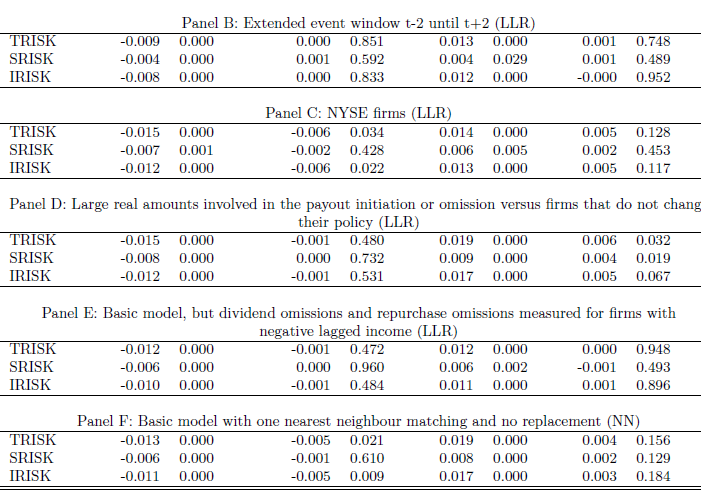 Panel B: Extended event window t-2 until t+2 (LLR)
TRISK -0.009 0.000 0.000 0.851 0.013 0.000 0.001 0.748
SRISK -0.004 0.000 0.001 0.592 0.004 0.029 0.001 0.489
IRISK -0.008 0.000 0.000 0.833 0.012 0.000 -0.000 0.952
Panel C: NYSE firms (LLR)
TRISK -0.015 0.000 -0.006 0.034 0.014 0.000 0.005 0.128
SRISK -0.007 0.001 -0.002 0.428 0.006 0.005 0.002 0.453
IRISK -0.012 0.000 -0.006 0.022 0.013 0.000 0.005 0.117
Panel D: Large real amounts involved in the payout initiation or omission versus firms that do not chang
their policy (LLR)
TRISK -0.015 0.000 -0.001 0.480 0.019 0.000 0.006 0.032
SRISK -0.008 0.000 0.000 0.732 0.009 0.000 0.004 0.019
IRISK -0.012 0.000 -0.001 0.531 0.017 0.000 0.005 0.067
Panel E: Basic model, but dividend omissions and repurchase omissions measured for firms with
negative lagged income (LLR)
TRISK -0.012 0.000 -0.001 0.472 0.012 0.000 0.000 0.948
SRISK -0.006 0.000 0.000 0.960 0.006 0.002 -0.001 0.493
IRISK -0.010 0.000 -0.001 0.484 0.011 0.000 0.001 0.896
Panel F: Basic model with one nearest neighbour matching and no replacement (NN)
TRISK -0.013 0.000 -0.005 0.021 0.019 0.000 0.004 0.156
SRISK -0.006 0.000 -0.001 0.610 0.008 0.000 0.002 0.129
IRISK -0.011 0.000 -0.005 0.009 0.017 0.000 0.003 0.184